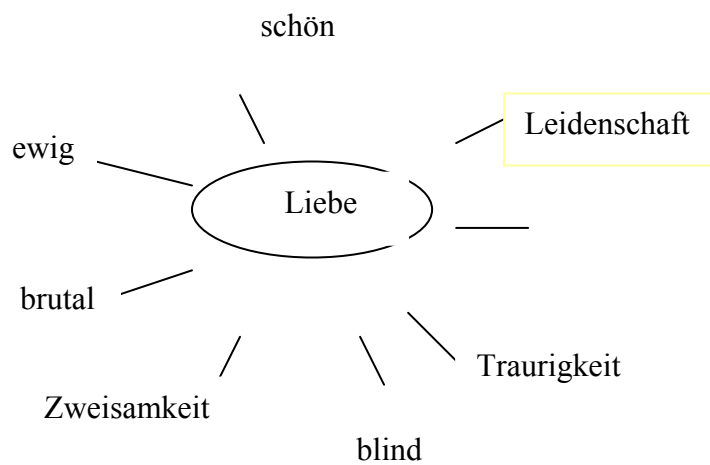 schön
Leidenschaft
ewig
Liebe
brutal
Traurigkeit
Zweisamkeit
blind